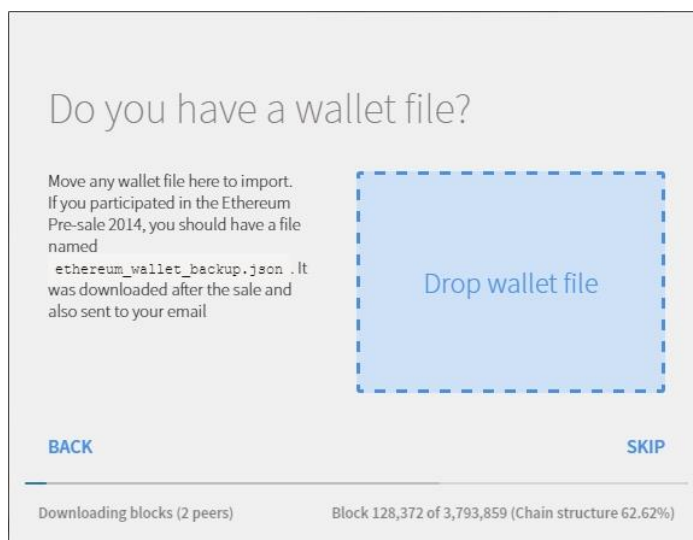 Do you have a wallet file?
Move any wallet file here to import.
If you participated in the Ethereum
Pre-sale 2014, you should have a file
named
ethereum_wallet_backup.json . It
was downloaded after the sale and
also sent to your email
Drop wallet file
BACK
SKIP
Downloading blocks (2 peers)
Block 128,372 of 3,793,859 (Chain structure 62.62%)